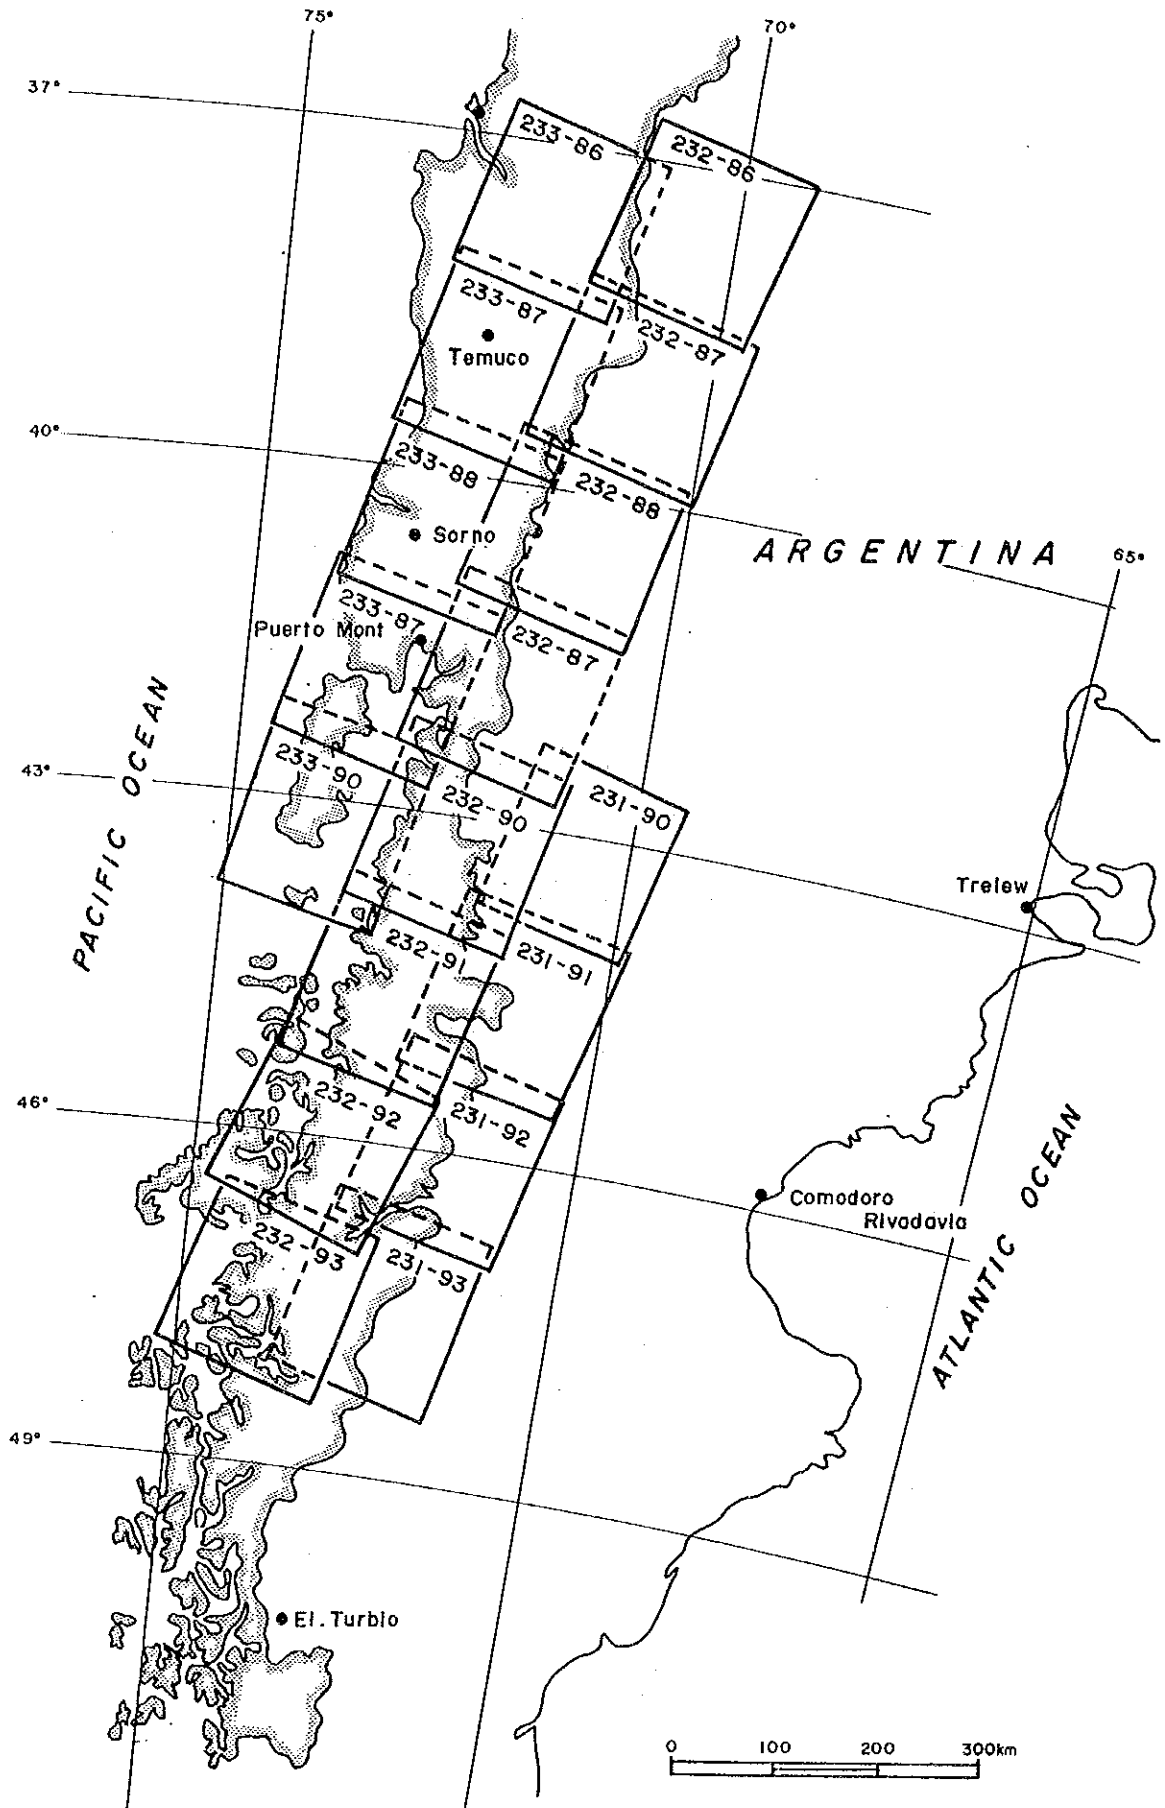 75°
70°
37°
233-86
232-86
233-87
232-87
Temuco
40°
233-88
232-88
Sorno
ARGENTINA
65°
233-87
Puerto Mont
232-87
PACIFIC OCEAN
43°
233-90
232-90
231-90
Trelew
232-91
231-91
46°
232-92
231-92
Comodoro
Rivadavia
ATLANTIC OCEAN
232-93
231-93
49°
El. Turbio
0 100 200 300km